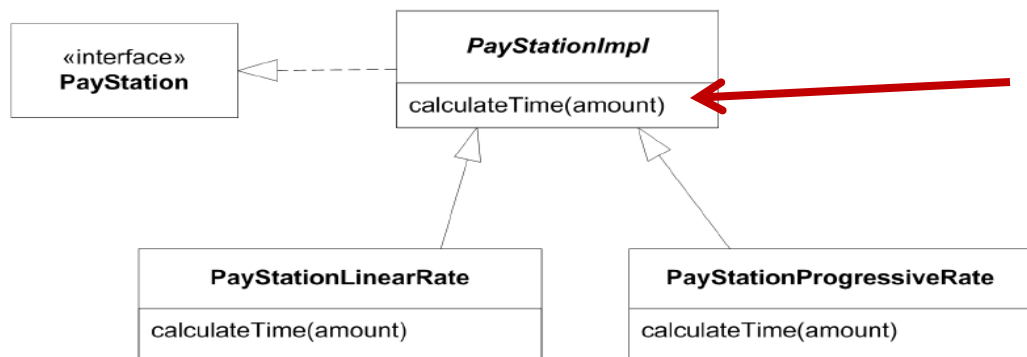 «interface»
PayStation
PayStationImpl
calculateTime(amount)
PayStationLinearRate
calculateTime(amount)
PayStationProgressiveRate
calculateTime(amount)